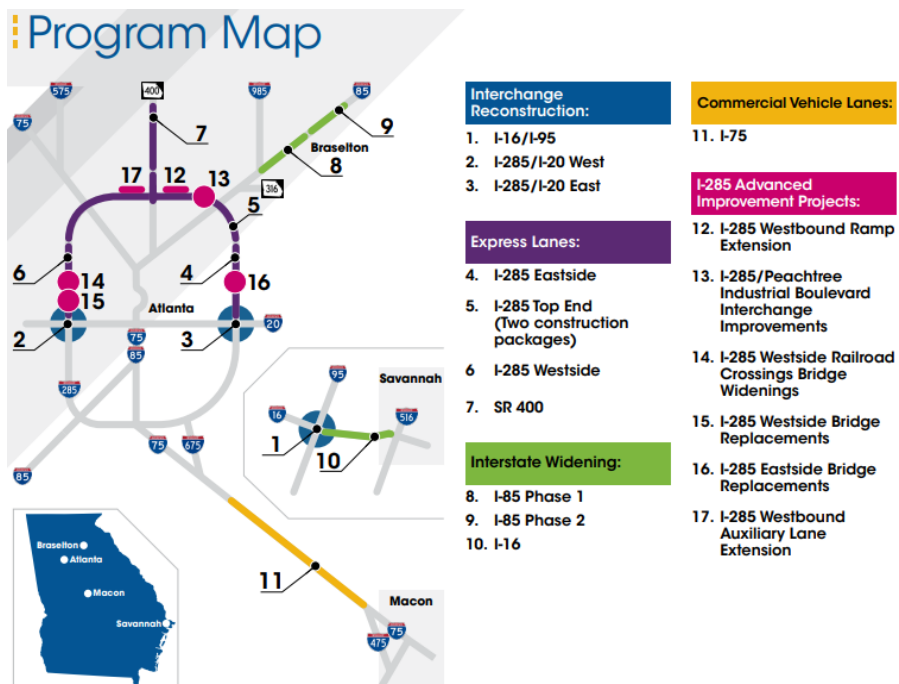 Program Map
575
400
985
85
75
7
9
Braselton
8
17
12
13
316
5
6
14
4
16
15
Atlanta
2
3
20
75
85
285
95
Savannah
16
516
1
10
75
675
85
11
Braselton
Atlanta
Macon
Savannah
Macon
75
475
Interchange
Reconstruction:
1. I-16/I-95
2. I-285/I-20 West
3. I-285/I-20 East
Express Lanes:
4. I-285 Eastside
5. I-285 Top End
(Two construction
packages)
6 I-285 Westside
7. SR 400
Interstate Widening:
8. I-85 Phase 1
9. I-85 Phase 2
10. I-16
Commercial Vehicle Lanes:
11. I-75
I-285 Advanced
Improvement Projects:
12. I-285 Westbound Ramp
Extension
13. I-285/Peachtree
Industrial Boulevard
Interchange
Improvements
14. I-285 Westside Railroad
Crossings Bridge
Widenings
15. I-285 Westside Bridge
Replacements
16. I-285 Eastside Bridge
Replacements
17. I-285 Westbound
Auxiliary Lane
Extension